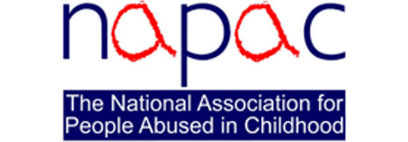 napac
The National Association for
People Abused in Childhood